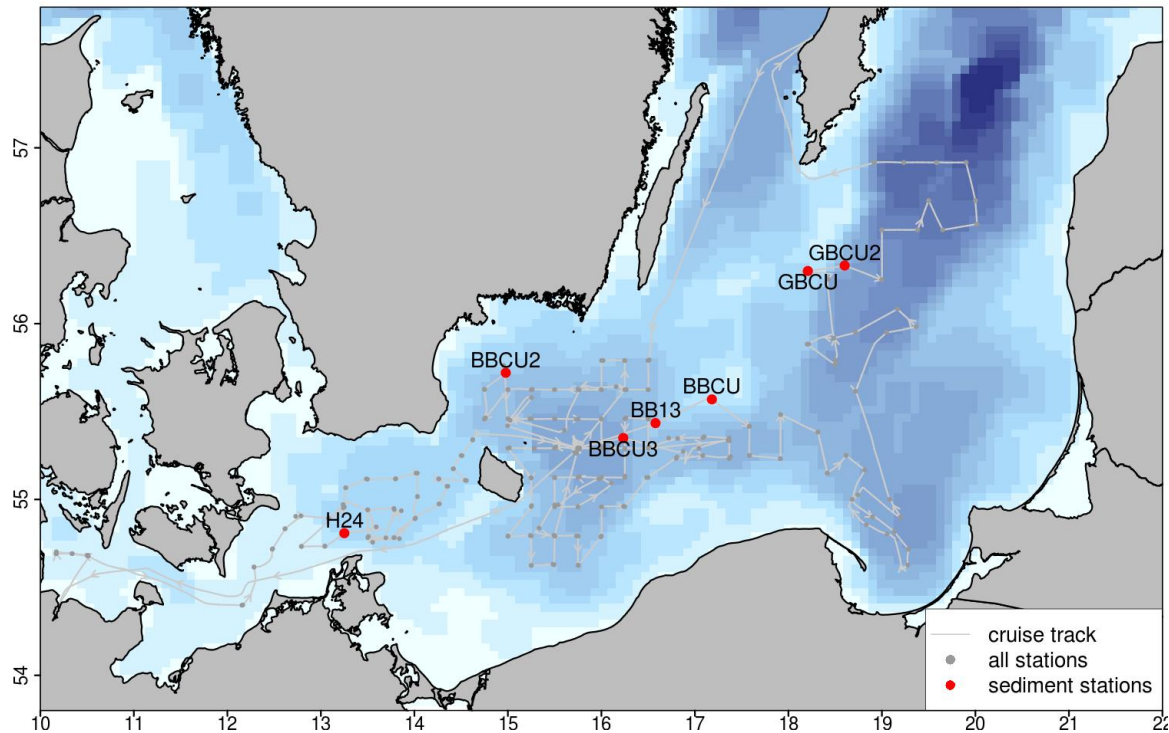 57
56
55
54
GBCU2
GBCU
BBCU2
BBCU
BB13
BBCU3
H24
cruise track
all stations
sediment stations
10 11 12 13 14 15 16 17 18 19 20 21 22